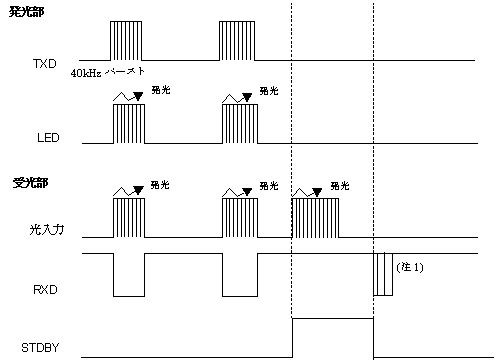 発光部
TXD
40kHz バースト
発光
発光
LED
受光部
発光
発光
発光
光入力
(注1)
RXD
STDBY